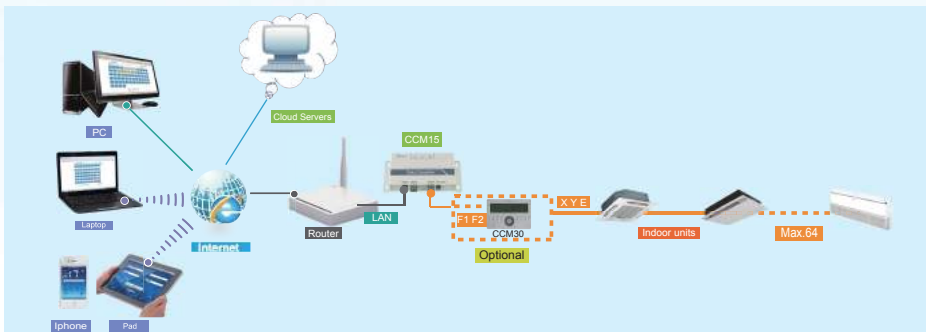 Cloud Servers
PC
CCM15
Laptop
Internet
Router
LAN
F1 F2
CCM30
Optional
X Y E
Indoor units
Max.64
Iphone
Pad